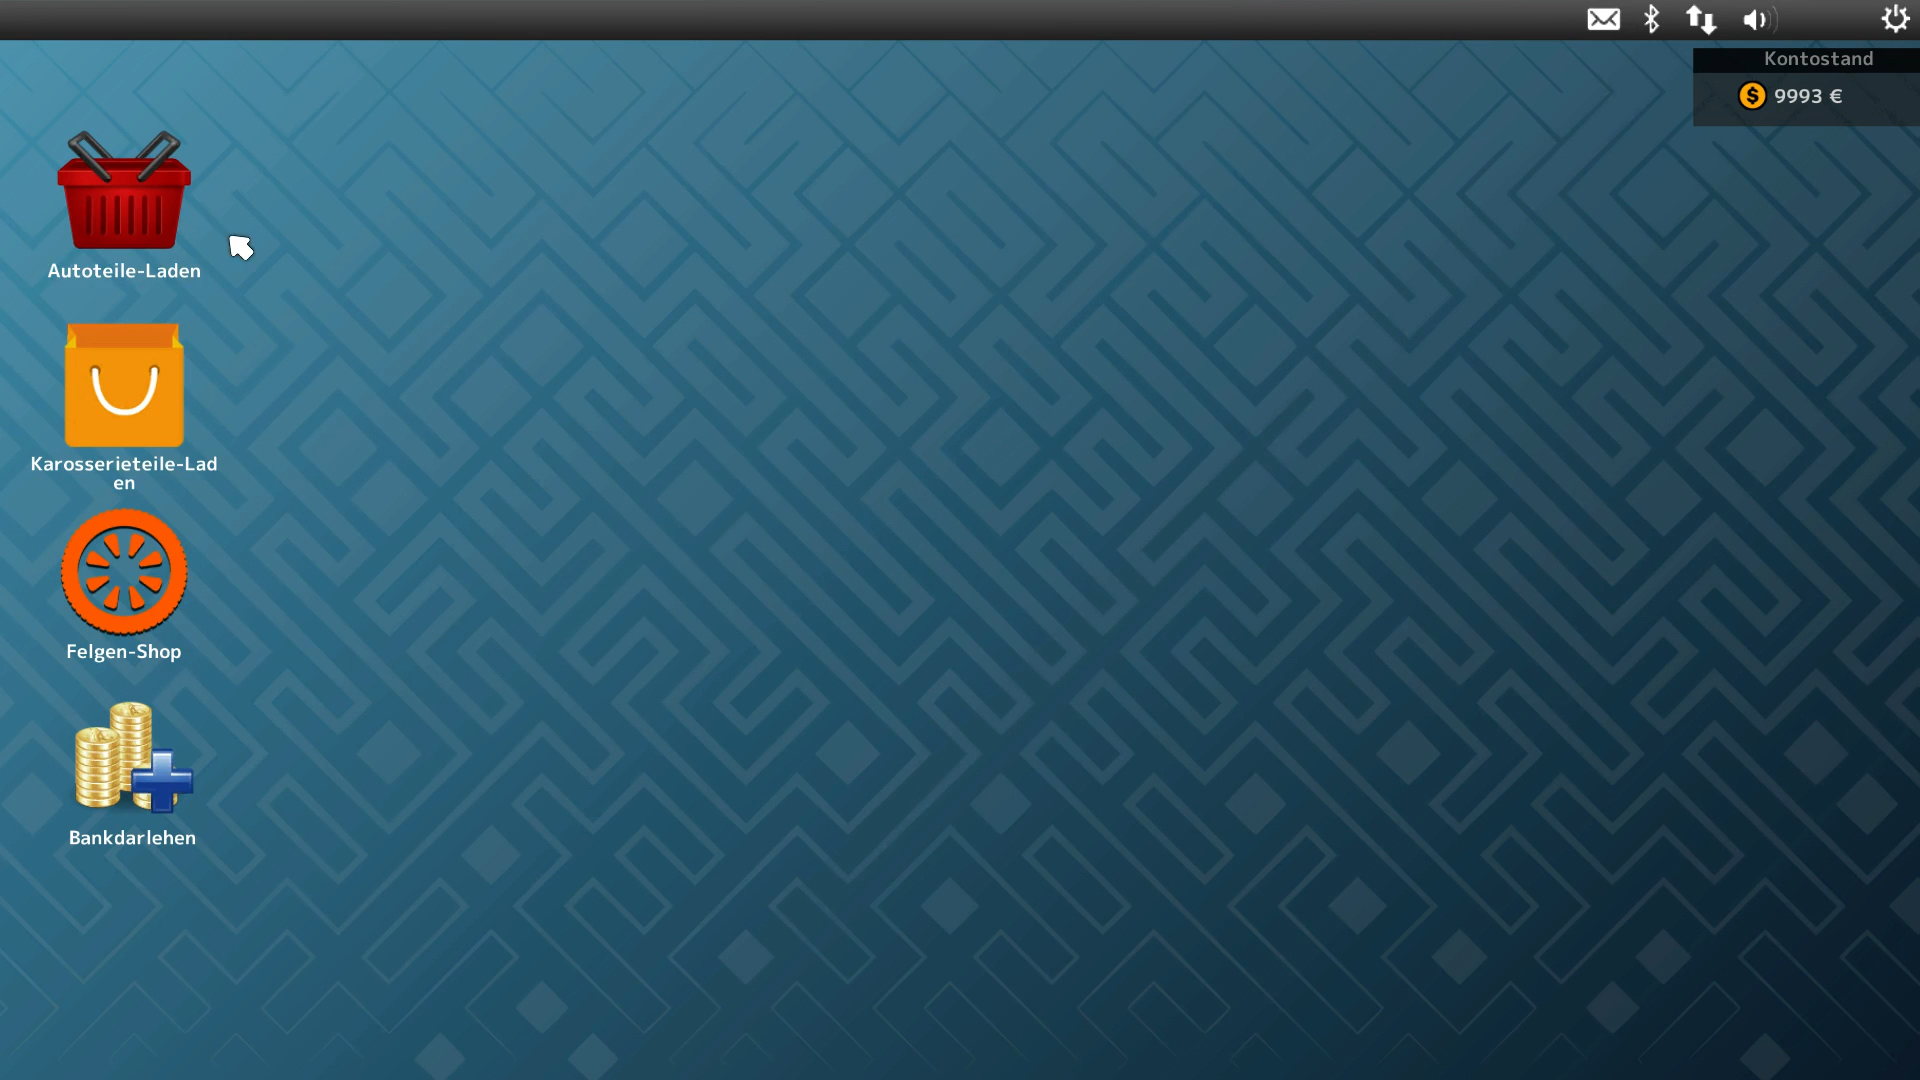 Kontostand
$ 9993 €
Autoteile-Laden
Karosserieteile-Lad
en
Felgen-Shop
Bankdarlehen